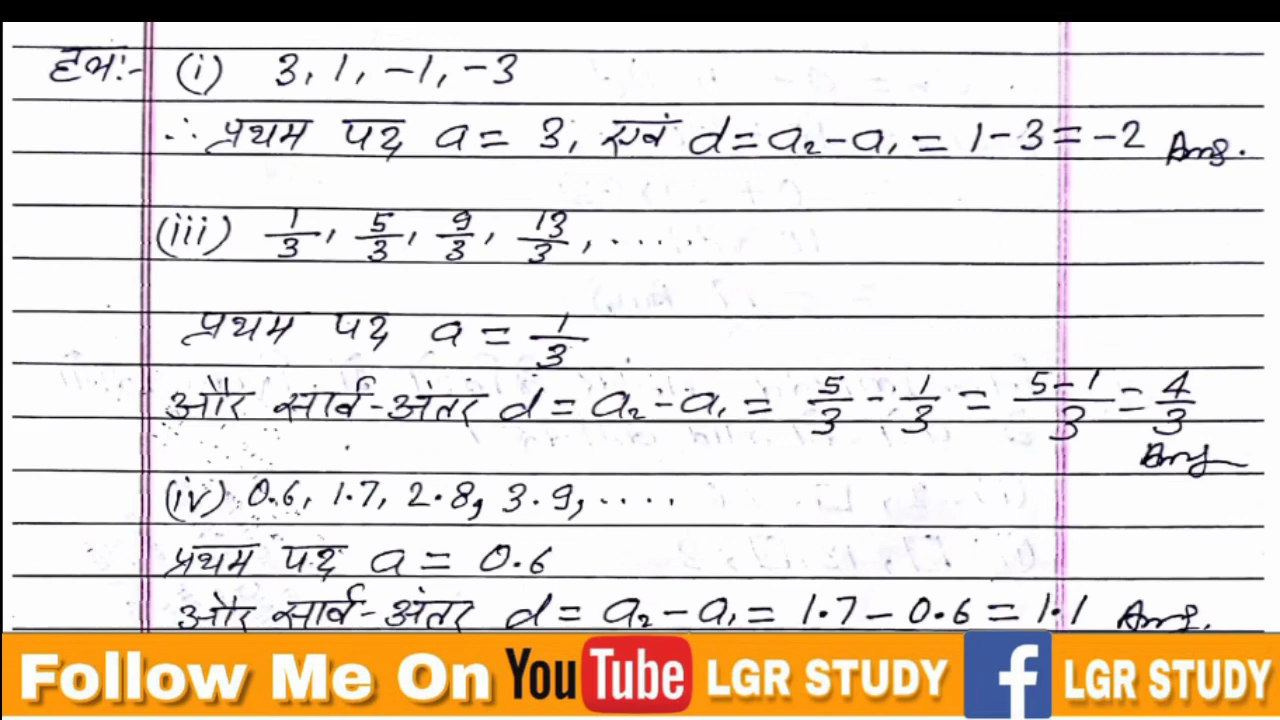 हल:- (i) 3, 1, -1, -3
∴ प्रथम पद a = 3, एवं d = a₂ - a₁ = 1 - 3 = -2 Ans.
(iii) 1/3, 5/3, 9/3, 13/3, .....
प्रथम पद a = 1/3
और सार्व-अंतर d = a₂ - a₁ = 5/3 - 1/3 = (5-1)/3 = 4/3
Ans
(iv) 0.6, 1.7, 2.8, 3.9, ....
प्रथम पद a = 0.6
और सार्व-अंतर d = a₂ - a₁ = 1.7 - 0.6 = 1.1 Ans.
Follow Me On YouTube LGR STUDY f LGR STUDY